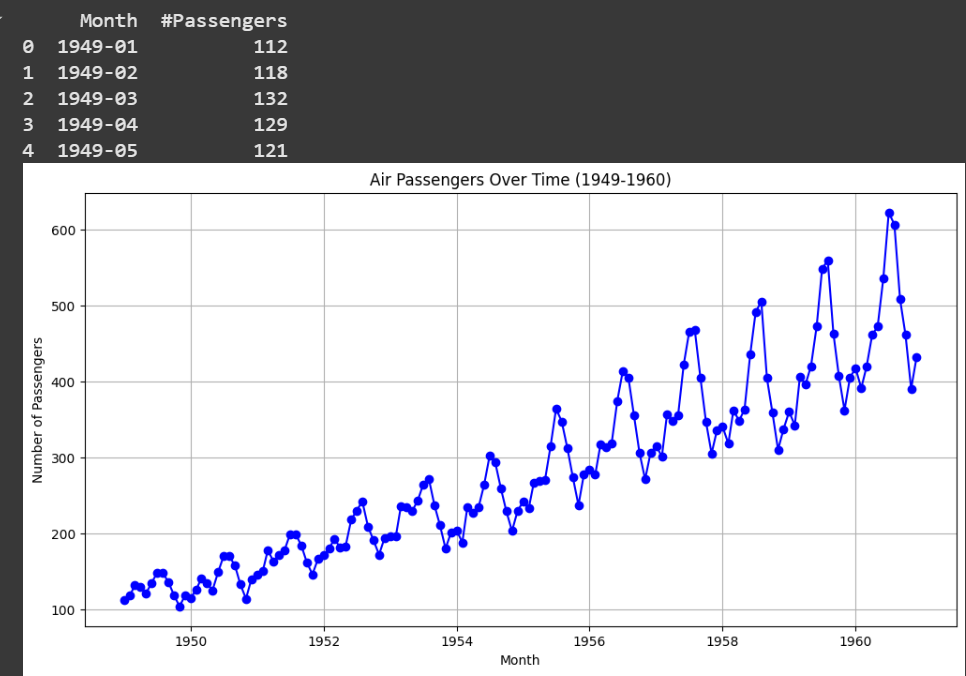 Month #Passengers
0 1949-01 112
1 1949-02 118
2 1949-03 132
3 1949-04 129
4 1949-05 121
Air Passengers Over Time (1949-1960)
Number of Passengers
600
500
400
300
200
100
1950 1952 1954 1956 1958 1960
Month